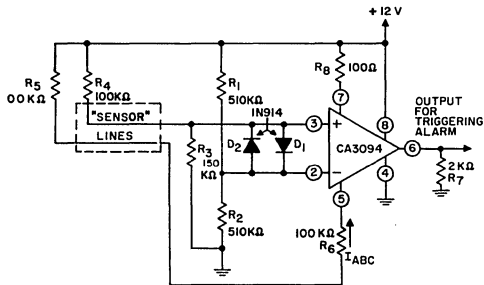 +12 V
R5
00 KΩ
R4
100KΩ
R1
510KΩ
R8
100Ω
7
"SENSOR"
LINES
1N914
R3
150
KΩ
D2
D1
3
+
8
CA3094
2
−
4
6
OUTPUT
FOR
TRIGGERING
ALARM
2KΩ
R7
5
R2
510KΩ
100 KΩ
R6
IABC